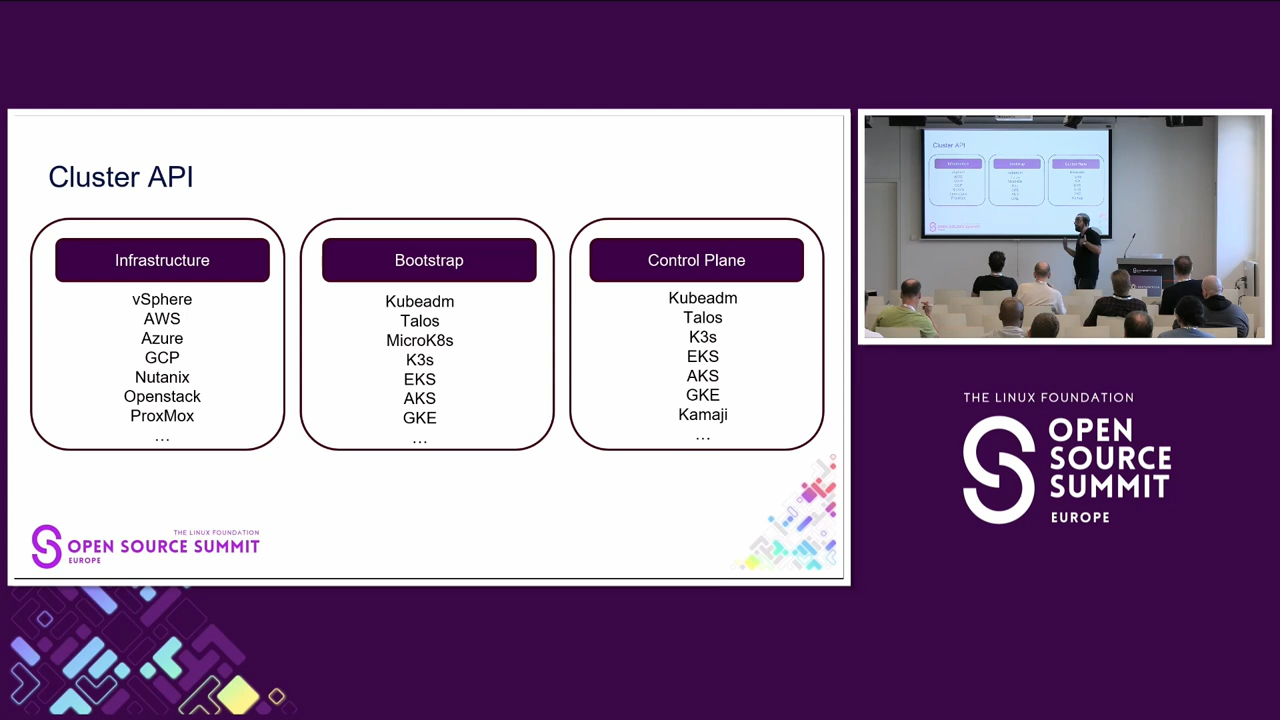 Cluster API
Infrastructure
vSphere
AWS
Azure
GCP
Nutanix
Openstack
ProxMox
…
Bootstrap
Kubeadm
Talos
MicroK8s
K3s
EKS
AKS
GKE
…
Control Plane
Kubeadm
Talos
K3s
EKS
AKS
GKE
Kamaji
…
THE LINUX FOUNDATION
OPEN SOURCE SUMMIT
EUROPE
Cluster API
THE LINUX FOUNDATION
OPEN
SOURCE
SUMMIT
EUROPE